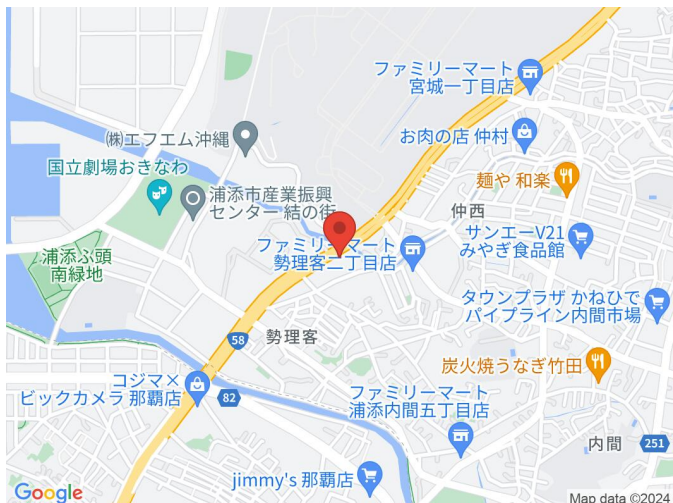 ファミリーマート
宮城一丁目店
㈱エフエム沖縄
お肉の店 仲村
国立劇場おきなわ
麺や 和楽
浦添市産業振興
センター 結の街
仲西
ファミリーマート
勢理客二丁目店
サンエーV21
みやぎ食品館
浦添ふ頭
南緑地
タウンプラザ かねひで
パイプライン内間市場
58
勢理客
炭火焼うなぎ竹田
コジマ×
ビックカメラ 那覇店
82
ファミリーマート
浦添内間五丁目店
内間
251
jimmy's 那覇店
Google
Map data ©2024